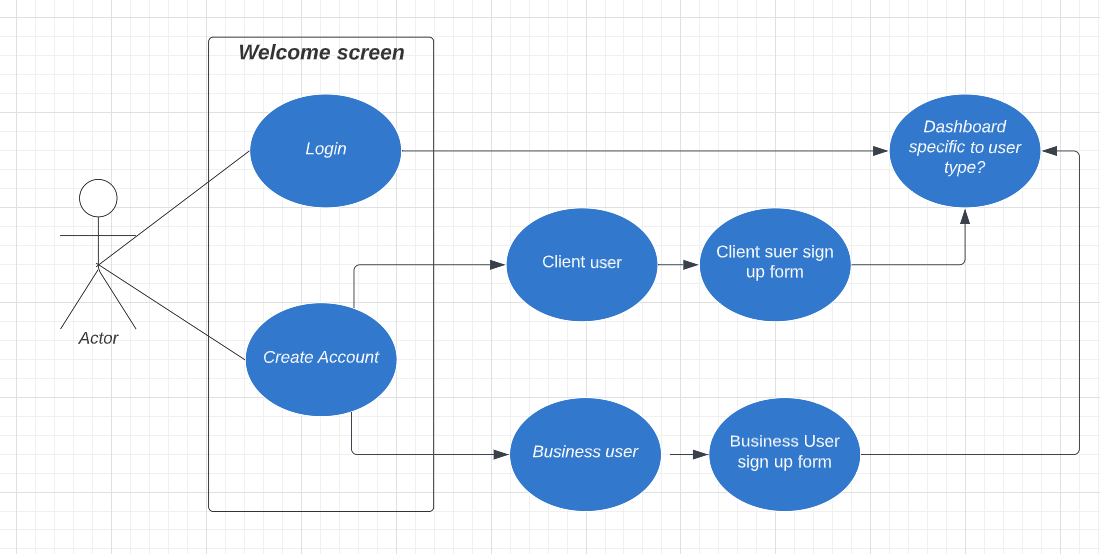 Welcome screen
Login
Dashboard
specific to user
type?
Client user
Client suer sign
up form
Actor
Create Account
Business user
Business User
sign up form